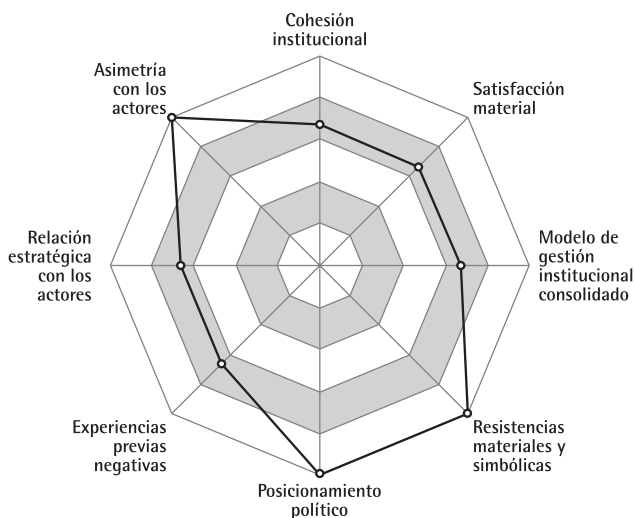 Cohesión
institucional
Satisfacción
material
Modelo de
gestión
institucional
consolidado
Resistencias
materiales y
simbólicas
Posicionamiento
político
Experiencias
previas
negativas
Relación
estratégica
con los
actores
Asimetría
con los
actores